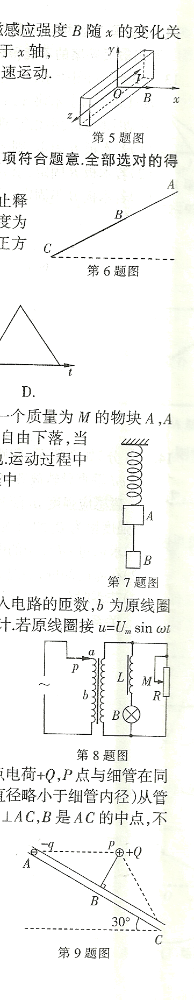 磁感应强度 B 随 x 的变化关
于 x 轴,
速运动.
y
I
O
B
x
z
第 5 题图
项符合题意.全部选对的得
A
止释
B
度为
正方
C
第 6 题图
t
D.
一个质量为 M 的物块 A ,A
自由下落,当
.运动过程中
中
A
B
第 7 题图
入电路的匝数,b 为原线圈
计.若原线圈接 u=Um sin ωt
a
p
~
b
L
M
R
B
第 8 题图
点电荷+Q,P 点与细管在同
直径略小于细管内径)从管
⊥AC,B 是 AC 的中点,不
-q
P
+Q
A
B
30°
C
第 9 题图